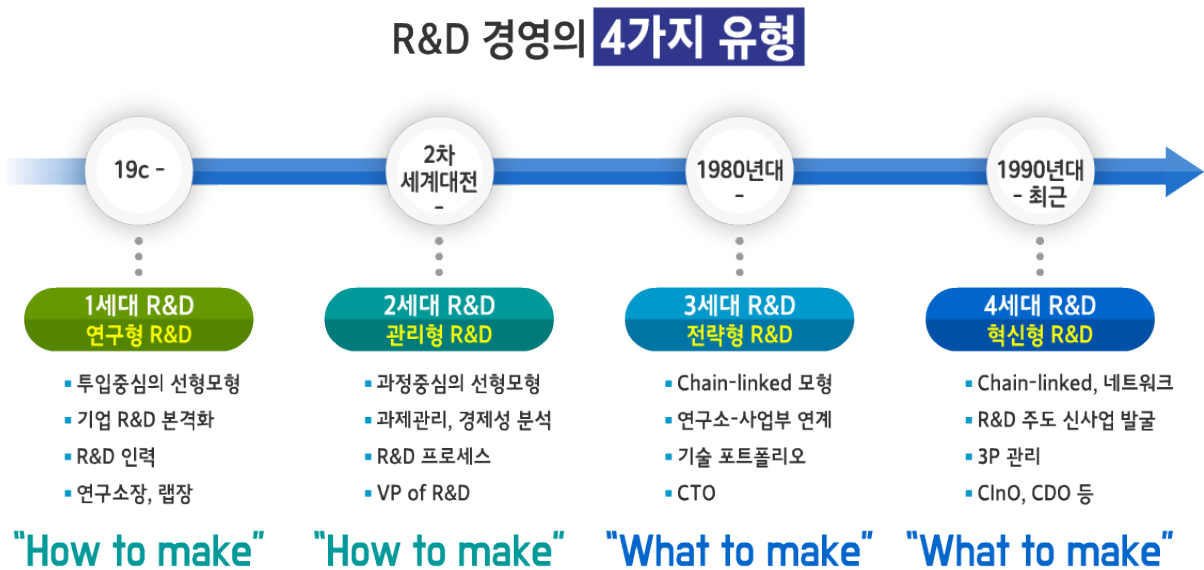 R&D 경영의 4가지 유형
19c -
2차
세계대전
-
1980년대
-
1990년대
- 최근
1세대 R&D
연구형 R&D
▪ 투입중심의 선형모형
▪ 기업 R&D 본격화
▪ R&D 인력
▪ 연구소장, 랩장
"How to make"
2세대 R&D
관리형 R&D
▪ 과정중심의 선형모형
▪ 과제관리, 경제성 분석
▪ R&D 프로세스
▪ VP of R&D
"How to make"
3세대 R&D
전략형 R&D
▪ Chain-linked 모형
▪ 연구소-사업부 연계
▪ 기술 포트폴리오
▪ CTO
"What to make"
4세대 R&D
혁신형 R&D
▪ Chain-linked, 네트워크
▪ R&D 주도 신사업 발굴
▪ 3P 관리
▪ CInO, CDO 등
"What to make"